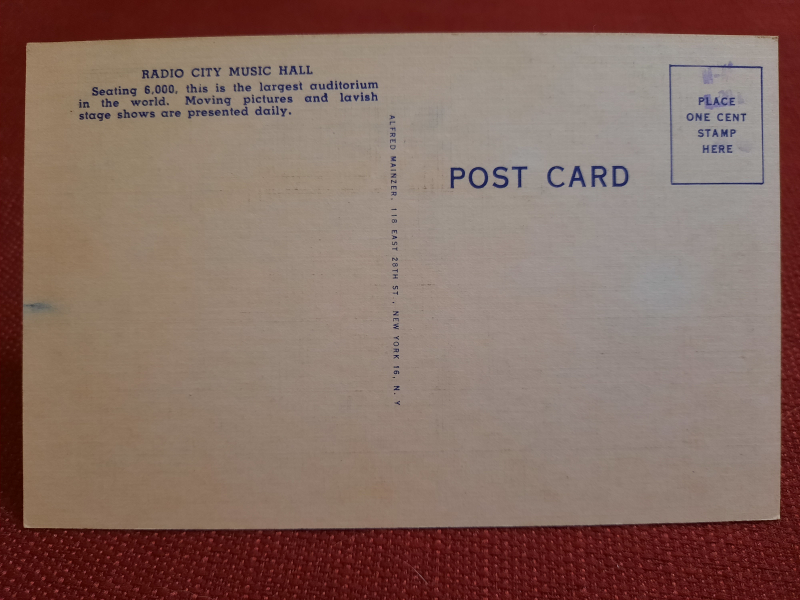 RADIO CITY MUSIC HALL
Seating 6,000, this is the largest auditorium
in the world. Moving pictures and lavish
stage shows are presented daily.
ALFRED MAINZER, 118 EAST 28TH ST., NEW YORK 16, N. Y
POST CARD
PLACE
ONE CENT
STAMP
HERE